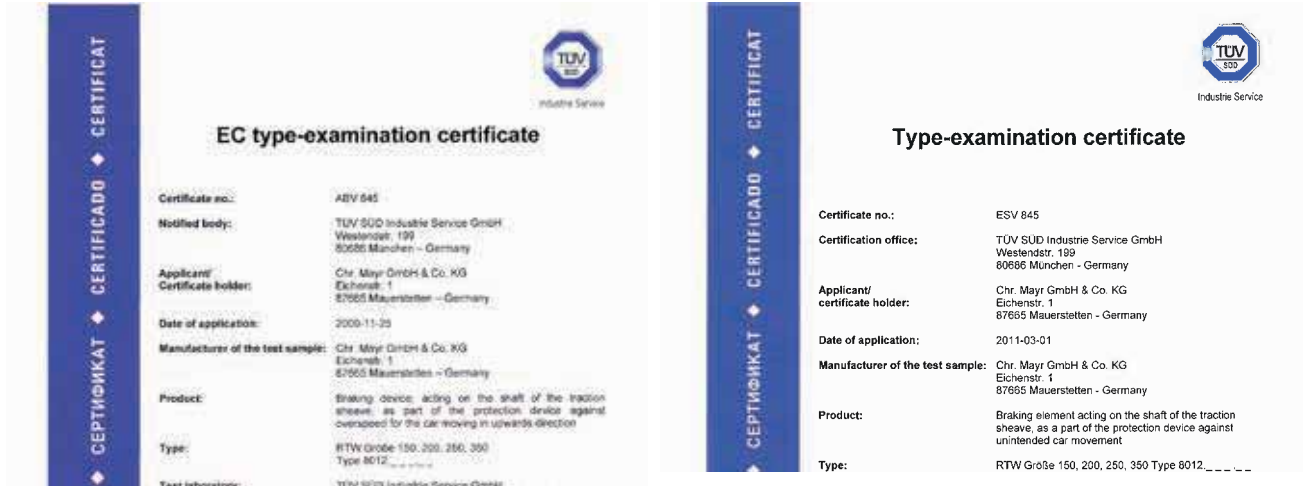 CERTIFICADO ◆ CERTIFICAT
СЕРТИФИКАТ ◆
TÜV
SÜD
Industrie Service
EC type-examination certificate
Certificate no.: ABV 845
Notified body: TÜV SÜD Industrie Service GmbH
Westendstr. 199
80686 München – Germany
Applicant/ Chr. Mayr GmbH & Co. KG
Certificate holder: Eichenstr. 1
87665 Mauerstetten – Germany
Date of application: 2009-11-25
Manufacturer of the test sample: Chr. Mayr GmbH & Co. KG
Eichenstr. 1
87665 Mauerstetten – Germany
Product: Braking device, acting on the shaft of the traction
sheave, as part of the protection device against
overspeed for the car moving in upwards direction
Type: RTW Größe 150, 200, 250, 350
Type 8012._ _ _ _ _
Test laboratory: TÜV SÜD Industrie Service GmbH
◆ СЕРТИФИКАТ ◆ CERTIFICADO ◆ CERTIFICAT
TÜV
SÜD
Industrie Service
Type-examination certificate
Certificate no.: ESV 845
Certification office: TÜV SÜD Industrie Service GmbH
Westendstr. 199
80686 München - Germany
Applicant/ Chr. Mayr GmbH & Co. KG
certificate holder: Eichenstr. 1
87665 Mauerstetten - Germany
Date of application: 2011-03-01
Manufacturer of the test sample: Chr. Mayr GmbH & Co. KG
Eichenstr. 1
87665 Mauerstetten - Germany
Product: Braking element acting on the shaft of the traction
sheave, as a part of the protection device against
unintended car movement
Type: RTW Größe 150, 200, 250, 350 Type 8012._ _ _._ _